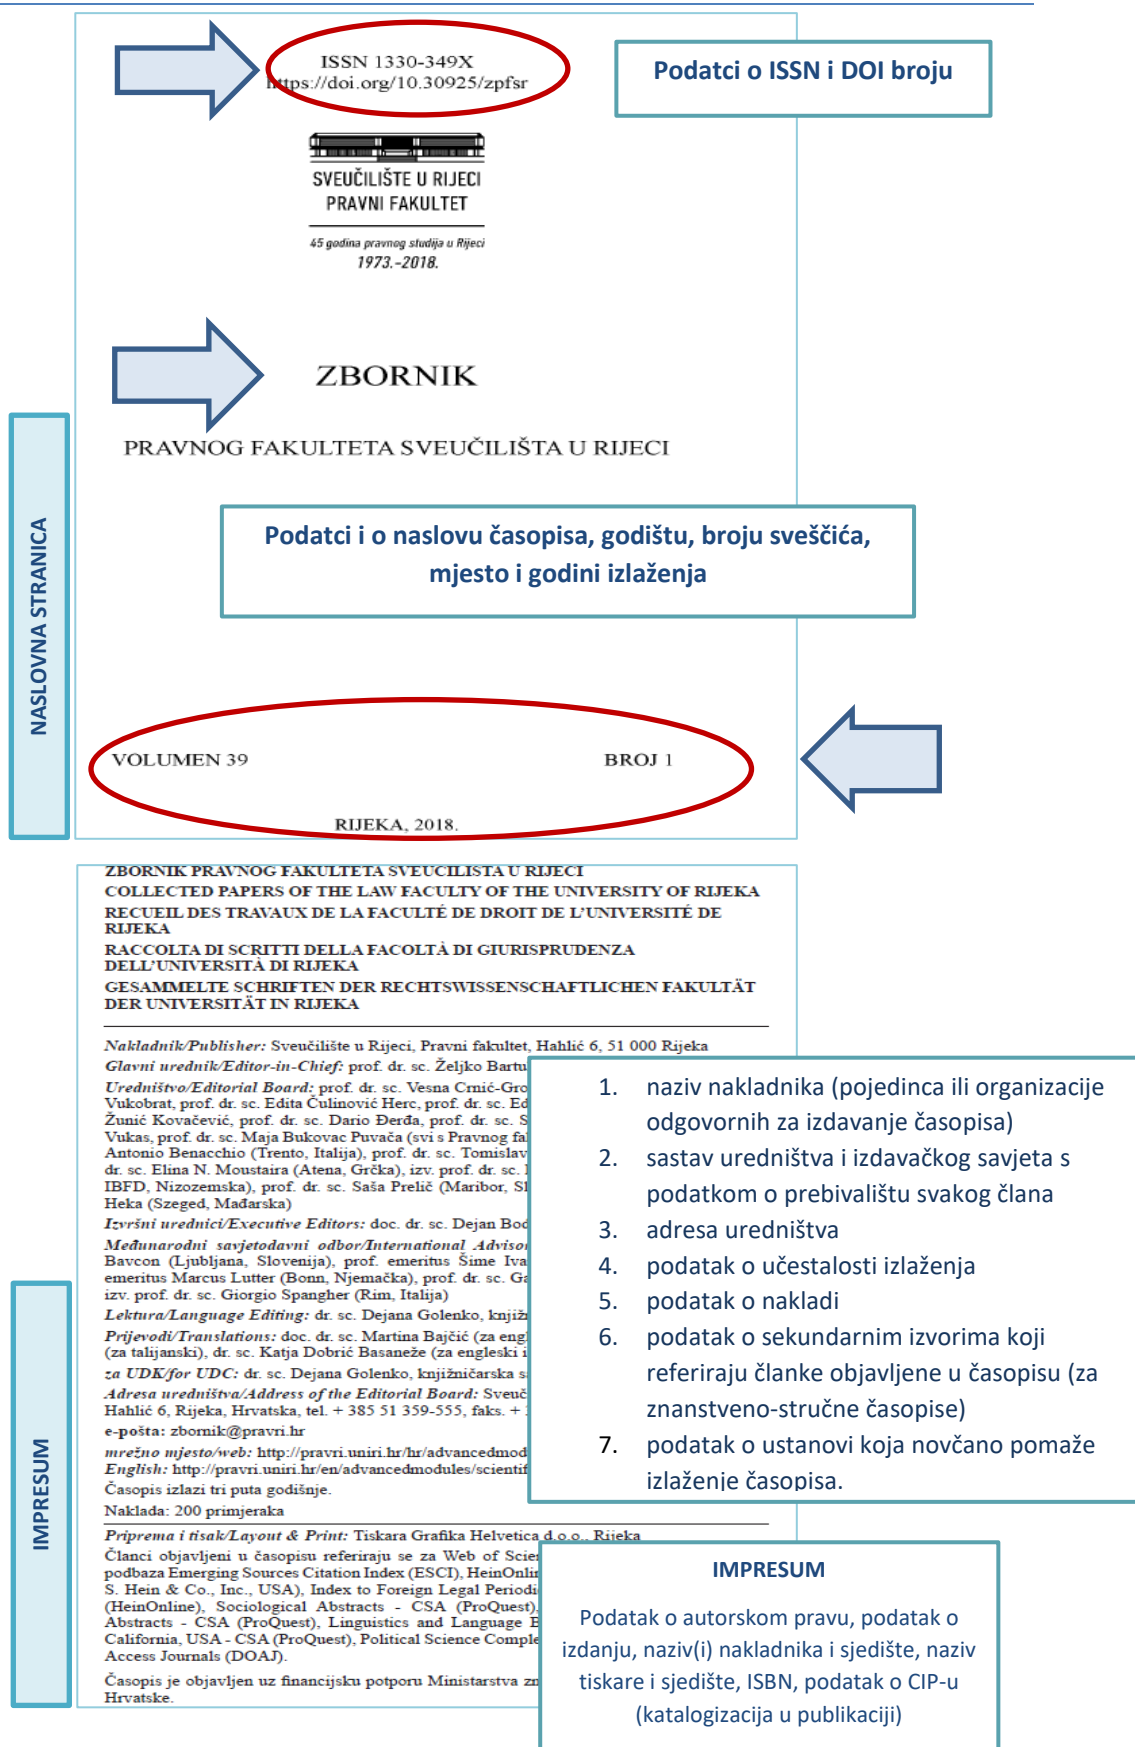 ISSN 1330-349X
https://doi.org/10.30925/zpfsr
Podatci o ISSN i DOI broju
SVEUČILIŠTE U RIJECI
PRAVNI FAKULTET
45 godina pravnog studija u Rijeci
1973.-2018.
ZBORNIK
PRAVNOG FAKULTETA SVEUČILIŠTA U RIJECI
Podatci i o naslovu časopisa, godištu, broju sveščića,
mjesto i godini izlaženja
NASLOVNA STRANICA
VOLUMEN 39 BROJ 1
RIJEKA, 2018.
ZBORNIK PRAVNOG FAKULTETA SVEUČILIŠTA U RIJECI
COLLECTED PAPERS OF THE LAW FACULTY OF THE UNIVERSITY OF RIJEKA
RECUEIL DES TRAVAUX DE LA FACULTÉ DE DROIT DE L'UNIVERSITÉ DE
RIJEKA
RACCOLTA DI SCRITTI DELLA FACOLTÀ DI GIURISPRUDENZA
DELL'UNIVERSITÀ DI RIJEKA
GESAMMELTE SCHRIFTEN DER RECHTSWISSENSCHAFTLICHEN FAKULTÄT
DER UNIVERSITÄT IN RIJEKA
Nakladnik/Publisher: Sveučilište u Rijeci, Pravni fakultet, Hahlić 6, 51 000 Rijeka
Glavni urednik/Editor-in-Chief: prof. dr. sc. Željko Bartu
Uredništvo/Editorial Board: prof. dr. sc. Vesna Crnić-Gro
Vukobrat, prof. dr. sc. Edita Čulinović Herc, prof. dr. sc. Ed
Žunić Kovačević, prof. dr. sc. Dario Đerđa, prof. dr. sc. S
Vukas, prof. dr. sc. Maja Bukovac Puvača (svi s Pravnog fa
Antonio Benacchio (Trento, Italija), prof. dr. sc. Tomislav
dr. sc. Elina N. Moustaira (Atena, Grčka), izv. prof. dr. sc.
IBFD, Nizozemska), prof. dr. sc. Saša Prelič (Maribor, Sl
Heka (Szeged, Mađarska)
Izvršni urednici/Executive Editors: doc. dr. sc. Dejan Bod
Međunarodni savjetodavni odbor/International Advisor
Bavcon (Ljubljana, Slovenija), prof. emeritus Šime Iva
emeritus Marcus Lutter (Bonn, Njemačka), prof. dr. sc. Ga
izv. prof. dr. sc. Giorgio Spangher (Rim, Italija)
Lektura/Language Editing: dr. sc. Dejana Golenko, knjiž
Prijevodi/Translations: doc. dr. sc. Martina Bajčić (za engl
(za talijanski), dr. sc. Katja Dobrić Basaneže (za engleski i
za UDK/for UDC: dr. sc. Dejana Golenko, knjižničarska s
Adresa uredništva/Address of the Editorial Board: Sveuč
Hahlić 6, Rijeka, Hrvatska, tel. + 385 51 359-555, faks. +
e-pošta: zbornik@pravri.hr
mrežno mjesto/web: http://pravri.uniri.hr/hr/advancedmod
English: http://pravri.uniri.hr/en/advancedmodules/scientif
Časopis izlazi tri puta godišnje.
Naklada: 200 primjeraka
Priprema i tisak/Layout & Print: Tiskara Grafika Helvetica d.o.o., Rijeka
Članci objavljeni u časopisu referiraju se za Web of Scien
podbaza Emerging Sources Citation Index (ESCI), HeinOnlin
S. Hein & Co., Inc., USA), Index to Foreign Legal Periodi
(HeinOnline), Sociological Abstracts - CSA (ProQuest),
Abstracts - CSA (ProQuest), Linguistics and Language B
California, USA - CSA (ProQuest), Political Science Comple
Access Journals (DOAJ).
Časopis je objavljen uz financijsku potporu Ministarstva zn
Hrvatske.
IMPRESUM
1. naziv nakladnika (pojedinca ili organizacije
odgovornih za izdavanje časopisa)
2. sastav uredništva i izdavačkog savjeta s
podatkom o prebivalištu svakog člana
3. adresa uredništva
4. podatak o učestalosti izlaženja
5. podatak o nakladi
6. podatak o sekundarnim izvorima koji
referiraju članke objavljene u časopisu (za
znanstveno-stručne časopise)
7. podatak o ustanovi koja novčano pomaže
izlaženje časopisa.
IMPRESUM
Podatak o autorskom pravu, podatak o
izdanju, naziv(i) nakladnika i sjedište, naziv
tiskare i sjedište, ISBN, podatak o CIP-u
(katalogizacija u publikaciji)